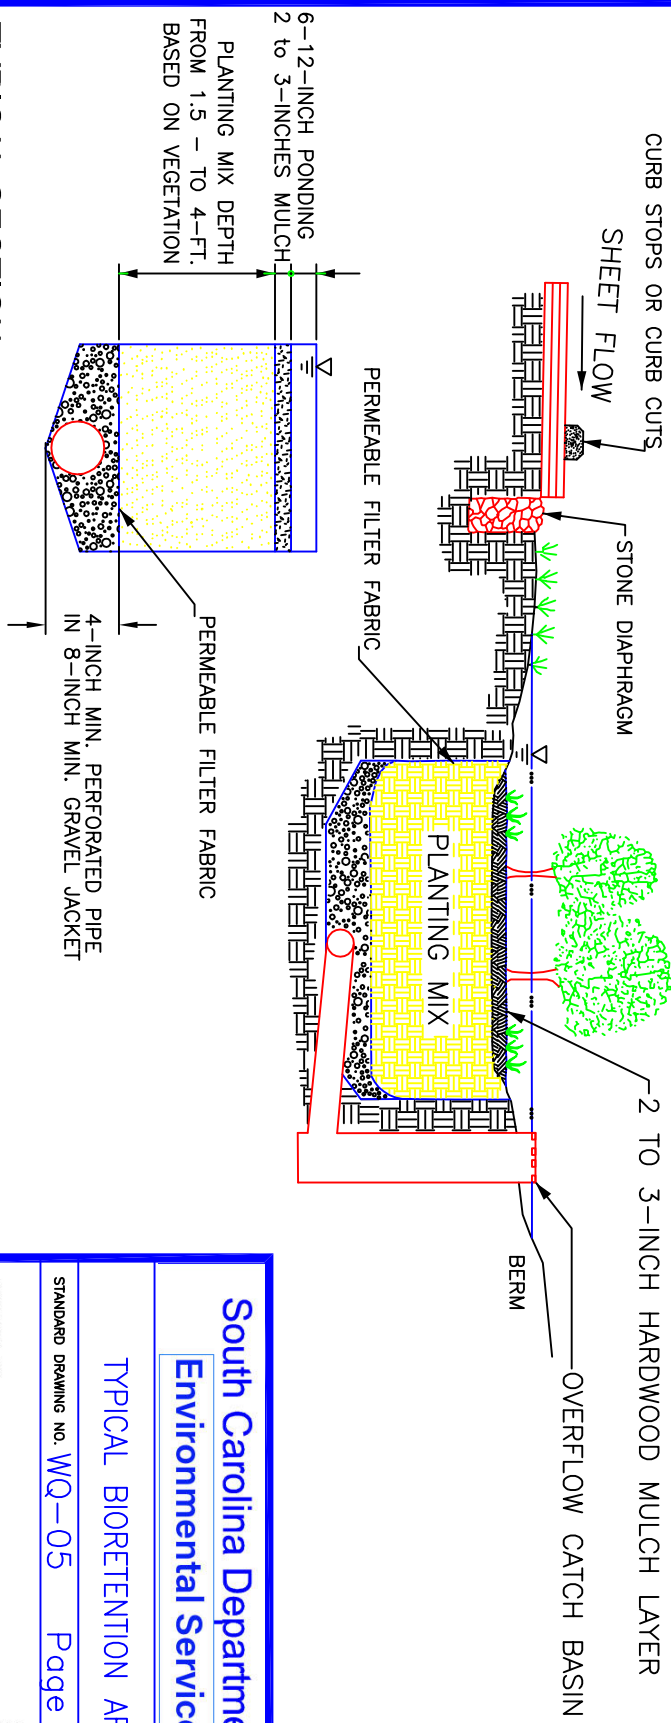 CURB STOPS OR CURB CUTS
SHEET FLOW
STONE DIAPHRAGM
2 TO 3-INCH HARDWOOD MULCH LAYER
OVERFLOW CATCH BASIN
BERM
PERMEABLE FILTER FABRIC
PLANTING MIX
6-12-INCH PONDING
2 to 3-INCHES MULCH
PLANTING MIX DEPTH
FROM 1.5 - TO 4-FT.
BASED ON VEGETATION
PERMEABLE FILTER FABRIC
4-INCH MIN. PERFORATED PIPE
IN 8-INCH MIN. GRAVEL JACKET
South Carolina Departme
Environmental Service
TYPICAL BIORETENTION AR
STANDARD DRAWING NO. WQ-05 Page